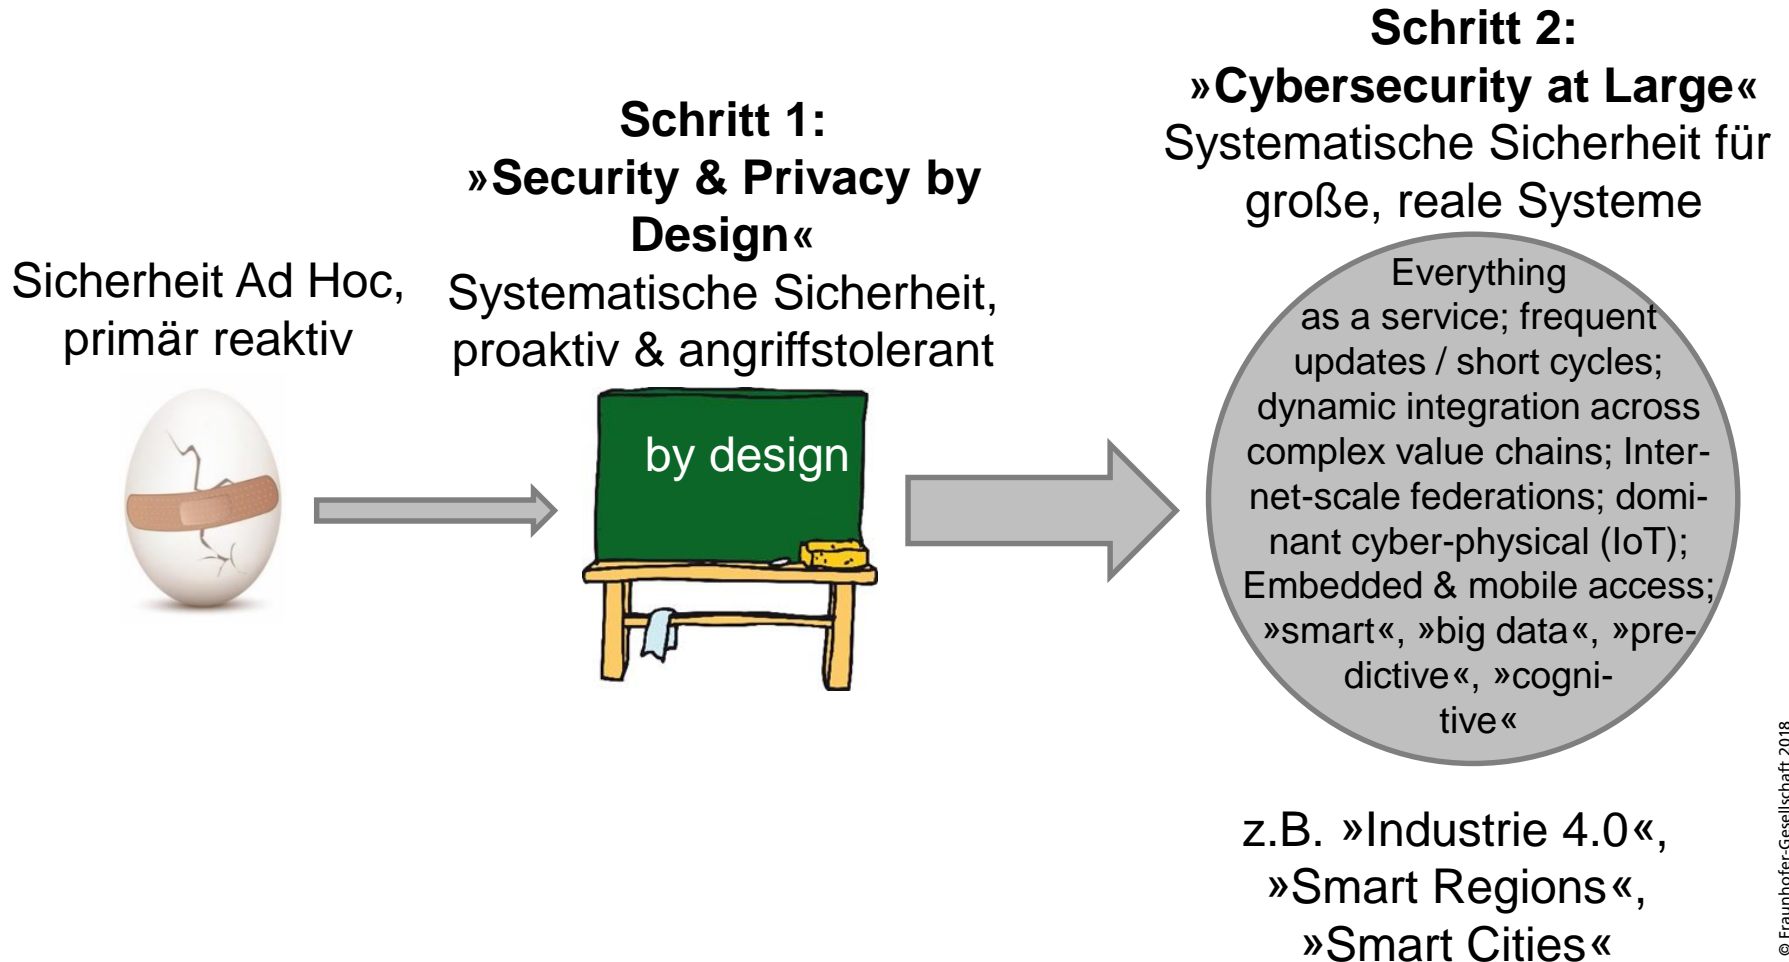 Sicherheit Ad Hoc,
primär reaktiv
Schritt 1:
»Security & Privacy by
Design«
Systematische Sicherheit,
proaktiv & angriffstolerant
by design
Schritt 2:
»Cybersecurity at Large«
Systematische Sicherheit für
große, reale Systeme
Everything
as a service; frequent
updates / short cycles;
dynamic integration across
complex value chains; Inter-
net-scale federations; domi-
nant cyber-physical (IoT);
Embedded & mobile access;
»smart«, »big data«, »pre-
dictive«, »cogni-
tive«
z.B. »Industrie 4.0«,
»Smart Regions«,
»Smart Cities«
© Fraunhofer-Gesellschaft 2018